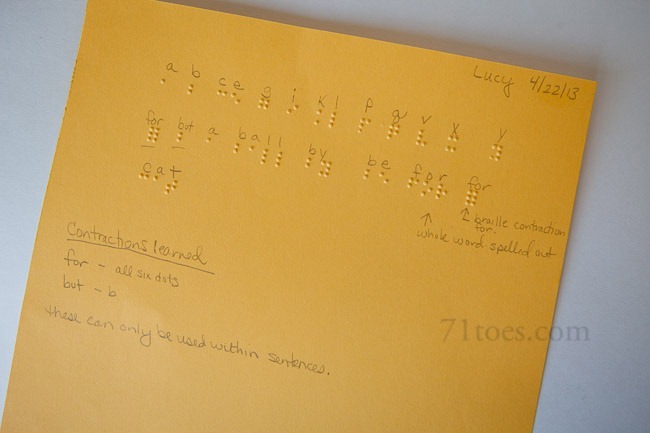 Lucy 4/22/13
a b c e g i k l p q v x y
for but a ball by be for for
cat
↑ whole word spelled out
↑ braille contraction for.
Contractions learned
for - all six dots
but - b
these can only be used within sentences.
71toes.com